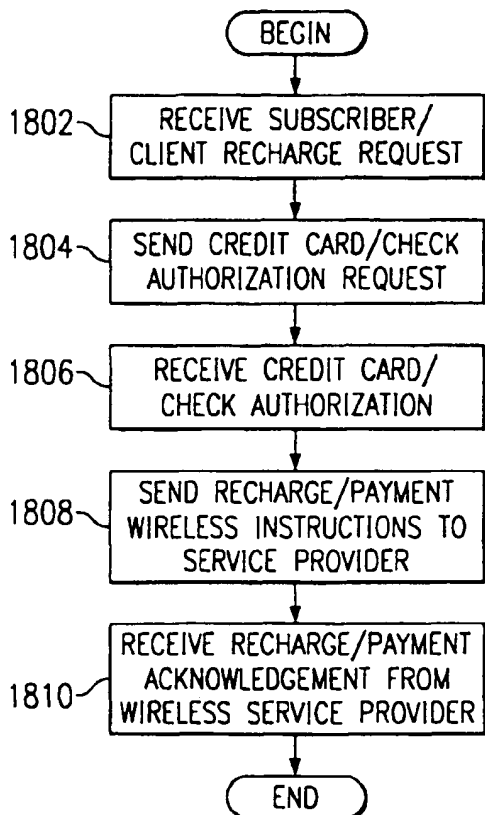 BEGIN
1802
RECEIVE SUBSCRIBER/
CLIENT RECHARGE REQUEST
1804
SEND CREDIT CARD/CHECK
AUTHORIZATION REQUEST
1806
RECEIVE CREDIT CARD/
CHECK AUTHORIZATION
1808
SEND RECHARGE/PAYMENT
WIRELESS INSTRUCTIONS TO
SERVICE PROVIDER
1810
RECEIVE RECHARGE/PAYMENT
ACKNOWLEDGEMENT FROM
WIRELESS SERVICE PROVIDER
END